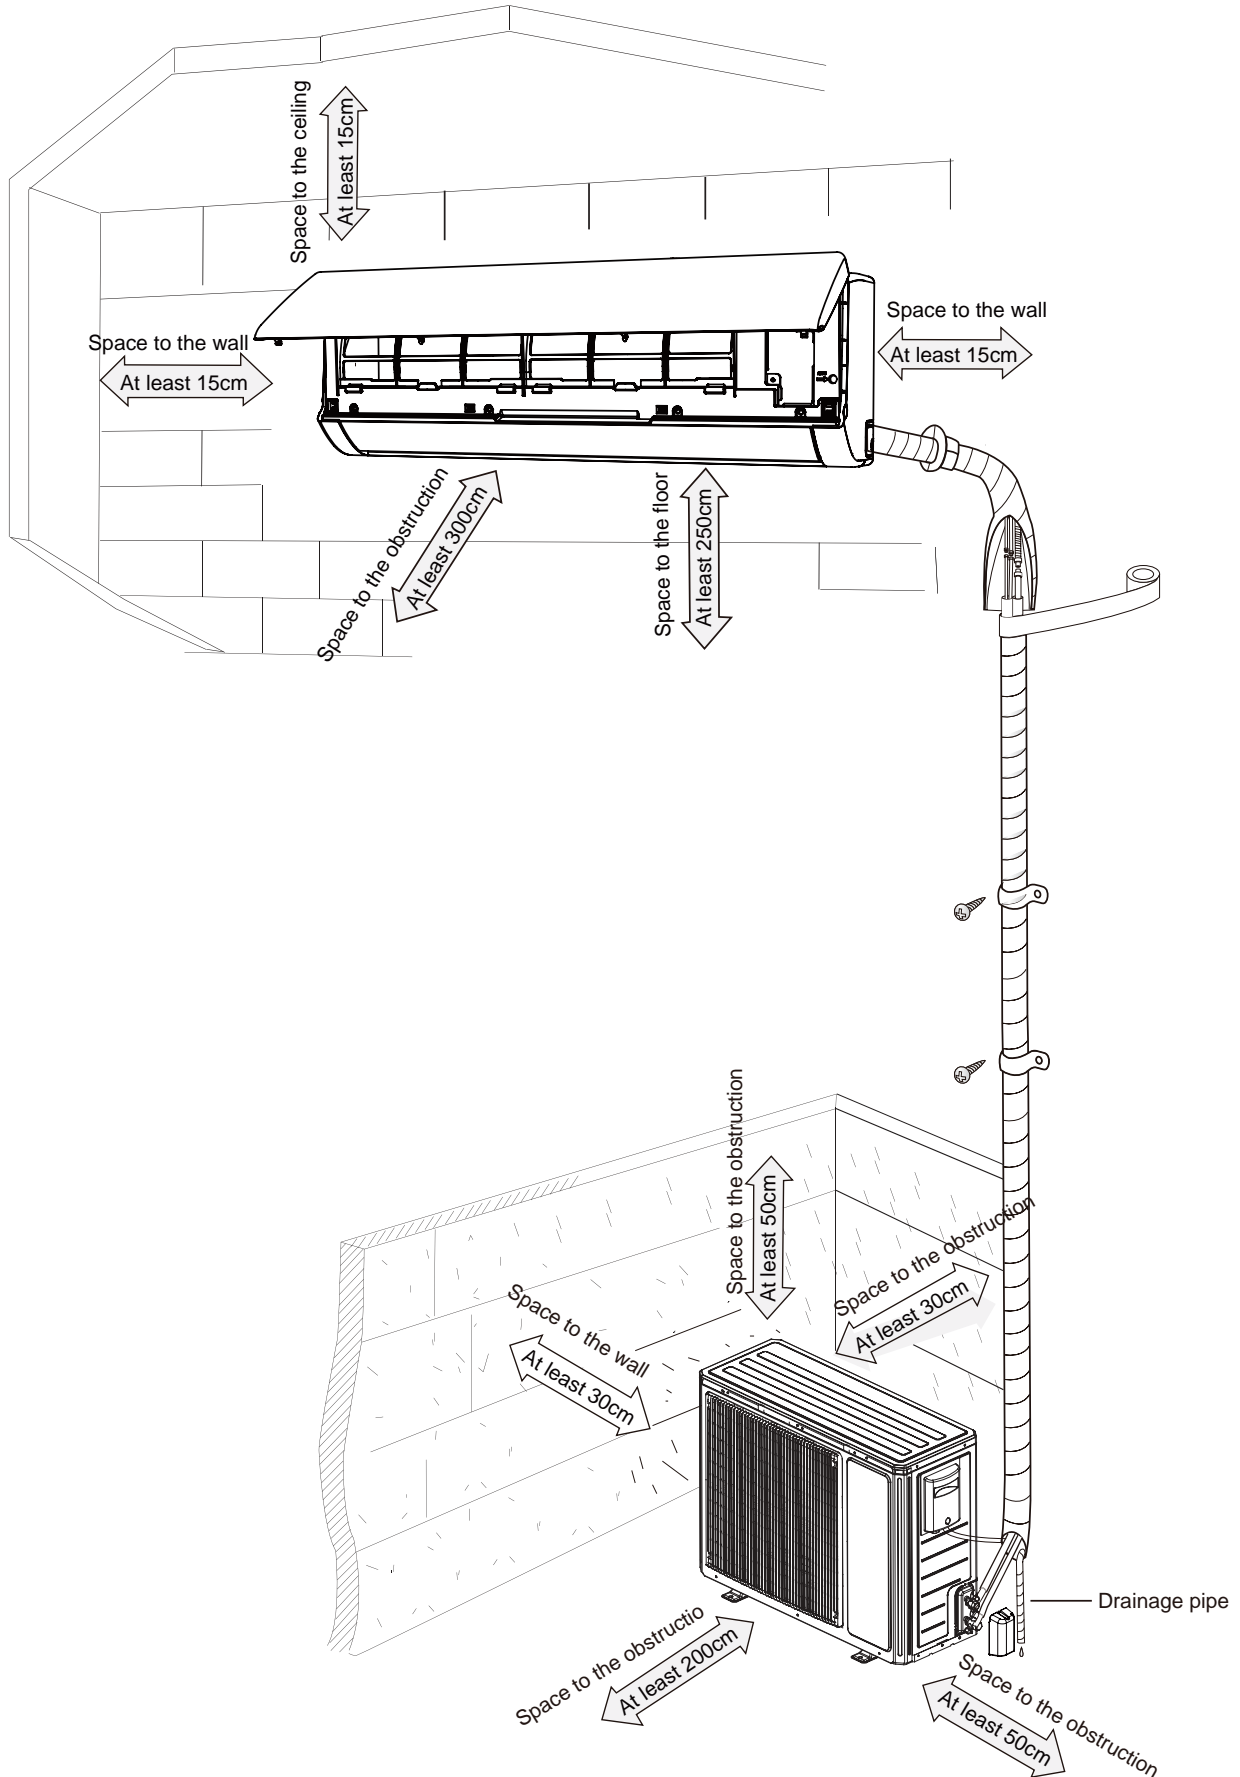 Space to the ceiling
At least 15cm
Space to the wall
At least 15cm
Space to the wall
At least 15cm
Space to the obstruction
At least 300cm
Space to the floor
At least 250cm
Space to the obstruction
At least 50cm
Space to the obstruction
At least 30cm
Space to the wall
At least 30cm
Drainage pipe
Space to the obstructio
At least 200cm
Space to the obstruction
At least 50cm